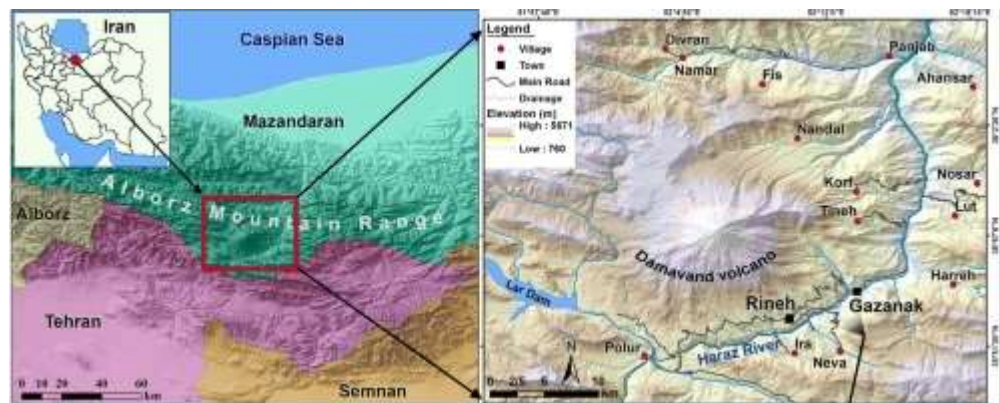 Iran
Caspian Sea
Mazandaran
Alborz Mountain Range
Alborz
Tehran
Semnan
0 10 20 40 60
km
Legend
Village
Town
Main Road
Drainage
Elevation (m)
High : 5671
Low : 760
Divran
Namar
Fis
Panjab
Ahansar
Nandal
Korf
Nosar
Lut
Tineh
Damavand volcano
Harreh
Lar Dam
Rineh
Gazanak
Polur
Haraz River
Ira
Neva
N
km